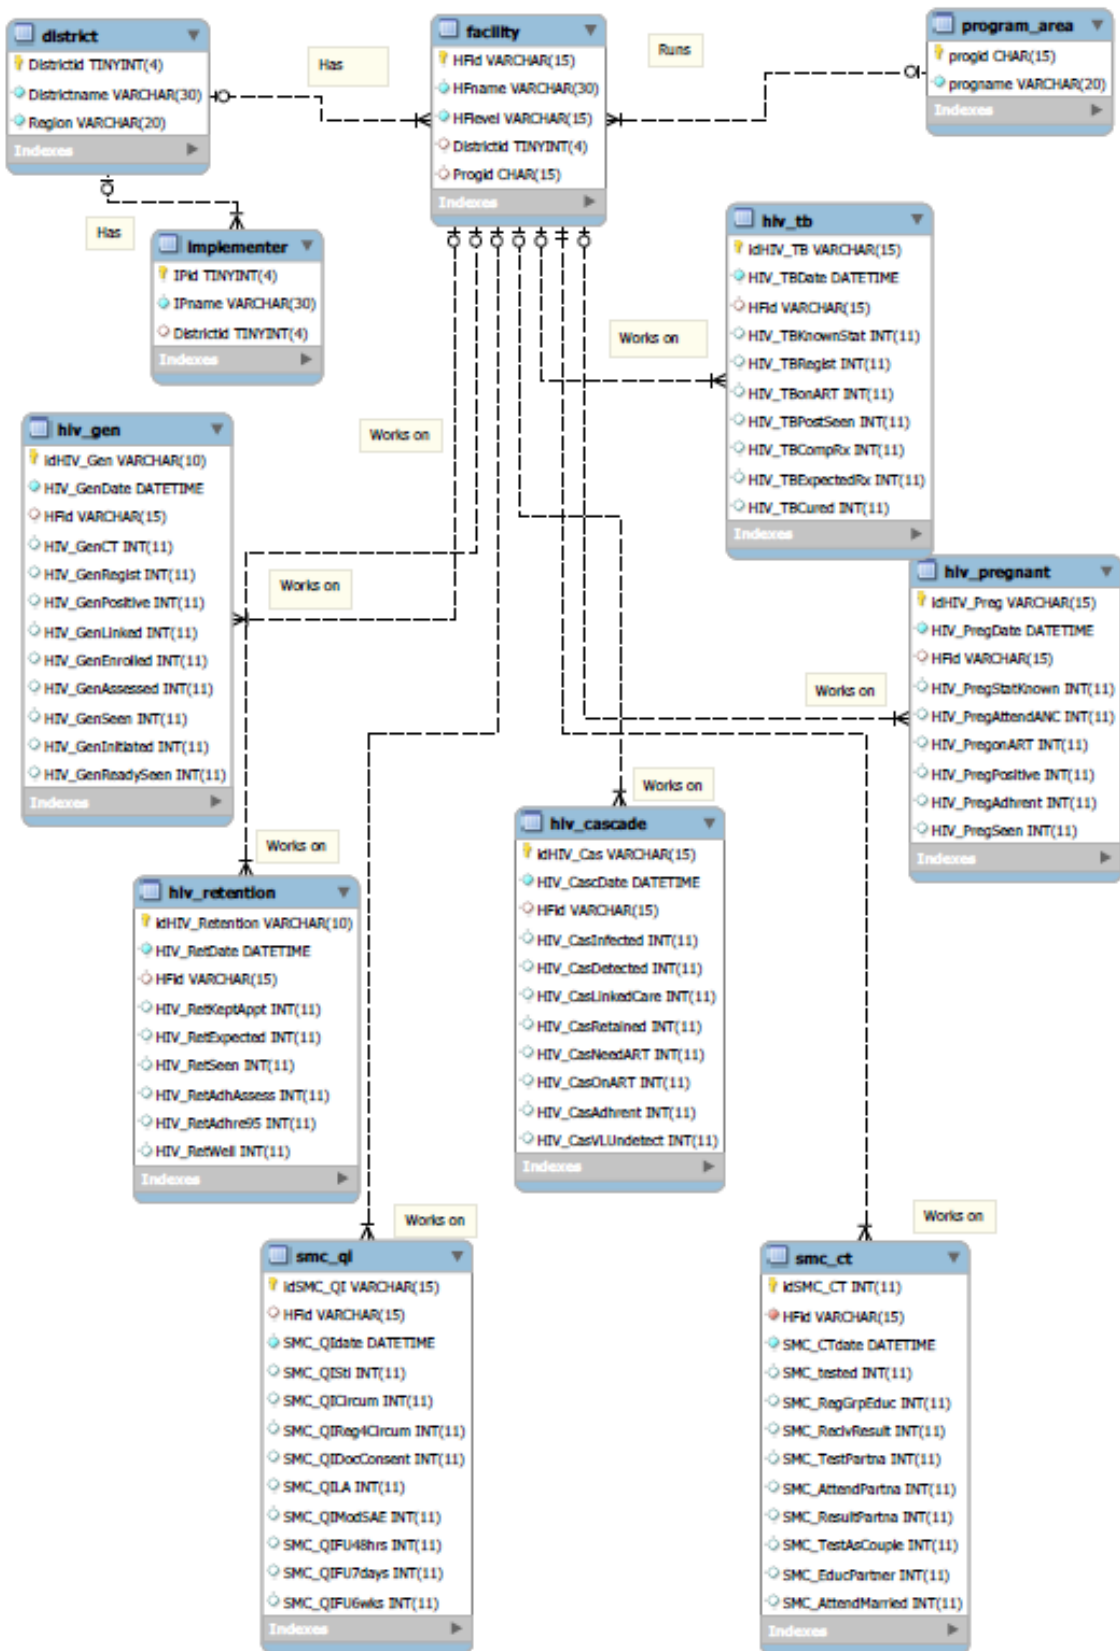 district
Districtid TINYINT(4)
Districtname VARCHAR(30)
Region VARCHAR(20)
Indexes
Has
facility
HFid VARCHAR(15)
HFname VARCHAR(30)
HFlevel VARCHAR(15)
Districtid TINYINT(4)
Progid CHAR(15)
Indexes
Runs
program_area
progid CHAR(15)
progname VARCHAR(20)
Indexes
Has
implementer
IPid TINYINT(4)
IPname VARCHAR(30)
Districtid TINYINT(4)
Indexes
hiv_tb
idHIV_TB VARCHAR(15)
HIV_TBDate DATETIME
HFid VARCHAR(15)
HIV_TBKnownStat INT(11)
HIV_TBRegist INT(11)
HIV_TBonART INT(11)
HIV_TBPostSeen INT(11)
HIV_TBCompRx INT(11)
HIV_TBExpectedRx INT(11)
HIV_TBCured INT(11)
Indexes
Works on
Works on
hiv_gen
idHIV_Gen VARCHAR(10)
HIV_GenDate DATETIME
HFid VARCHAR(15)
HIV_GenCT INT(11)
HIV_GenRegist INT(11)
HIV_GenPositive INT(11)
HIV_GenLinked INT(11)
HIV_GenEnrolled INT(11)
HIV_GenAssessed INT(11)
HIV_GenSeen INT(11)
HIV_GenInitiated INT(11)
HIV_GenReadySeen INT(11)
Indexes
Works on
hiv_pregnant
idHIV_Preg VARCHAR(15)
HIV_PregDate DATETIME
HFid VARCHAR(15)
HIV_PregStatKnown INT(11)
HIV_PregAttendANC INT(11)
HIV_PregonART INT(11)
HIV_PregPositive INT(11)
HIV_PregAdhrent INT(11)
HIV_PregSeen INT(11)
Indexes
Works on
Works on
hiv_cascade
idHIV_Cas VARCHAR(15)
HIV_CascDate DATETIME
HFid VARCHAR(15)
HIV_CasInfected INT(11)
HIV_CasDetected INT(11)
HIV_CasLinkedCare INT(11)
HIV_CasRetained INT(11)
HIV_CasNeedART INT(11)
HIV_CasOnART INT(11)
HIV_CasAdhrent INT(11)
HIV_CasVLUndetect INT(11)
Indexes
Works on
hiv_retention
idHIV_Retention VARCHAR(10)
HIV_RetDate DATETIME
HFid VARCHAR(15)
HIV_RetKeptAppt INT(11)
HIV_RetExpected INT(11)
HIV_RetSeen INT(11)
HIV_RetAdhAssess INT(11)
HIV_RetAdhre95 INT(11)
HIV_RetWell INT(11)
Indexes
Works on
smc_qi
idSMC_QI VARCHAR(15)
HFid VARCHAR(15)
SMC_QIdate DATETIME
SMC_QISti INT(11)
SMC_QICircum INT(11)
SMC_QIReg4Circum INT(11)
SMC_QIDocConsent INT(11)
SMC_QILA INT(11)
SMC_QIModSAE INT(11)
SMC_QIFU48hrs INT(11)
SMC_QIFU7days INT(11)
SMC_QIFU6wks INT(11)
Indexes
Works on
smc_ct
idSMC_CT INT(11)
HFid VARCHAR(15)
SMC_CTdate DATETIME
SMC_tested INT(11)
SMC_RegGrpEduc INT(11)
SMC_RecivResult INT(11)
SMC_TestPartna INT(11)
SMC_AttendPartna INT(11)
SMC_ResultPartna INT(11)
SMC_TestAsCouple INT(11)
SMC_EducPartner INT(11)
SMC_AttendMarried INT(11)
Indexes